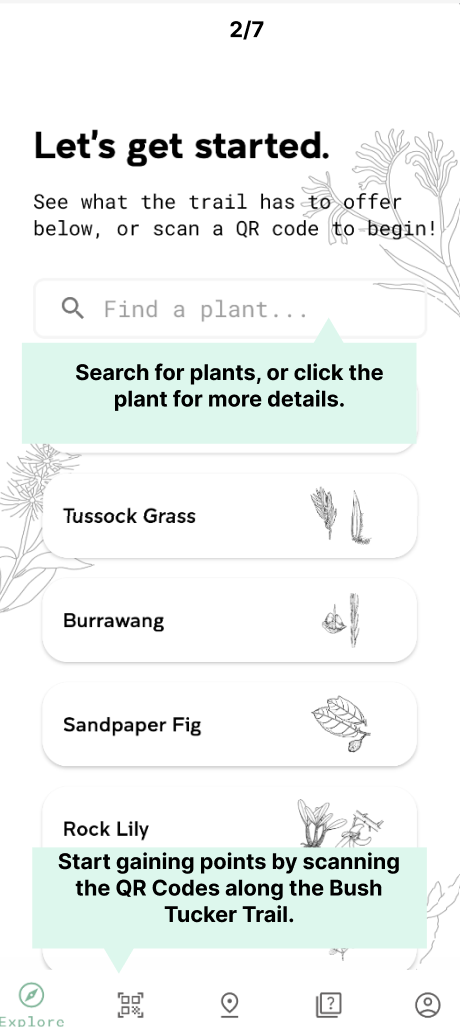 2/7
Let's get started.
See what the trail has to offer
below, or scan a QR code to begin!
Find a plant...
Search for plants, or click the
plant for more details.
Tussock Grass
Burrawang
Sandpaper Fig
Rock Lily
Start gaining points by scanning
the QR Codes along the Bush
Tucker Trail.
Explore